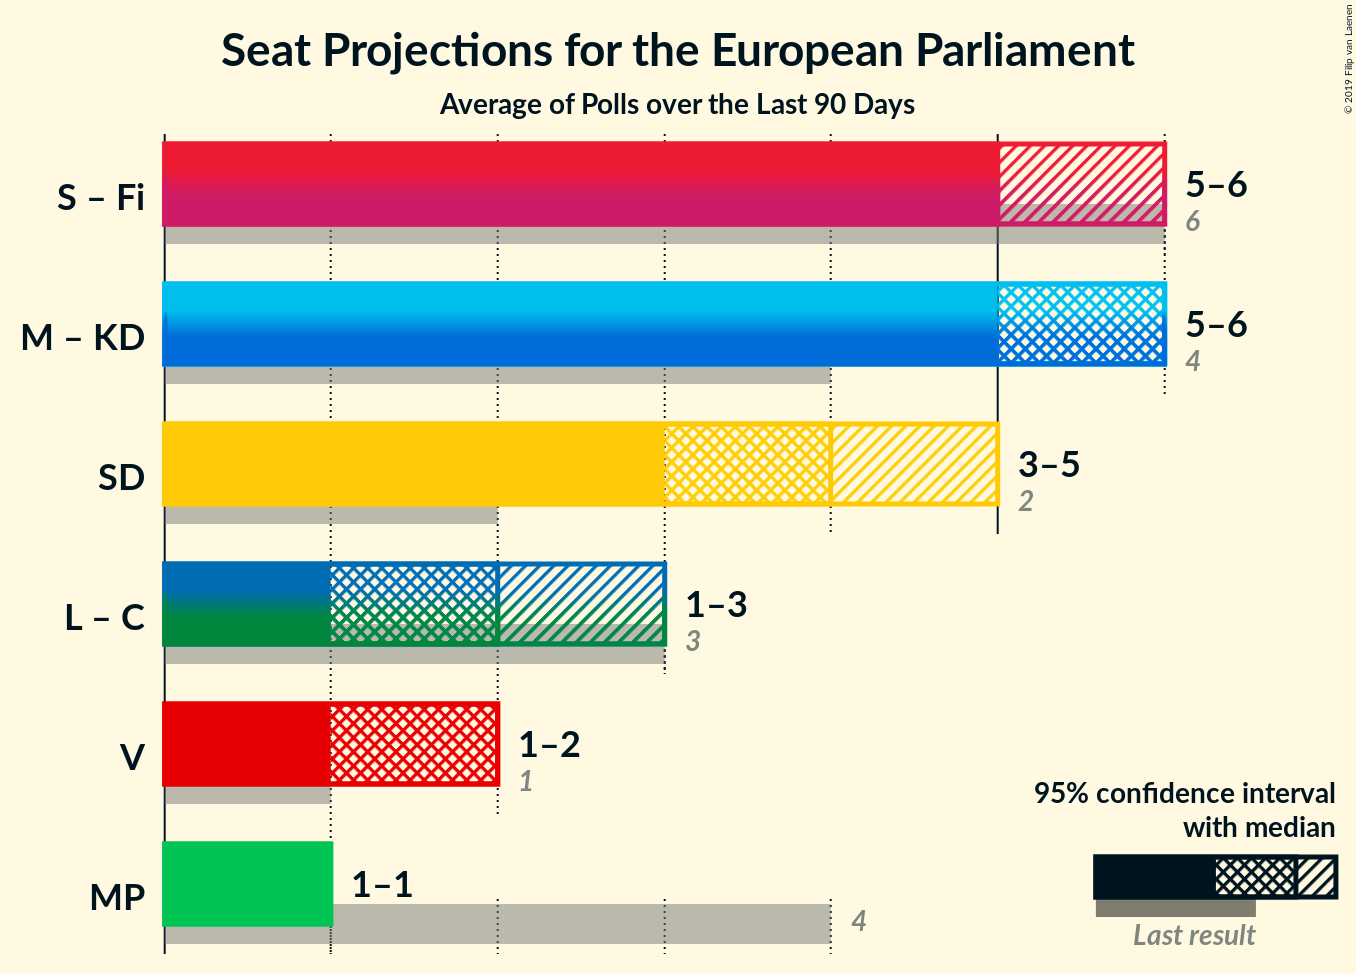 Seat Projections for the European Parliament
Average of Polls over the Last 90 Days
© 2019 Filip van Laenen
S – Fi
5–6
6
M – KD
5–6
4
SD
3–5
2
L – C
1–3
3
V
1–2
1
MP
1–1
4
95% confidence interval
with median
Last result